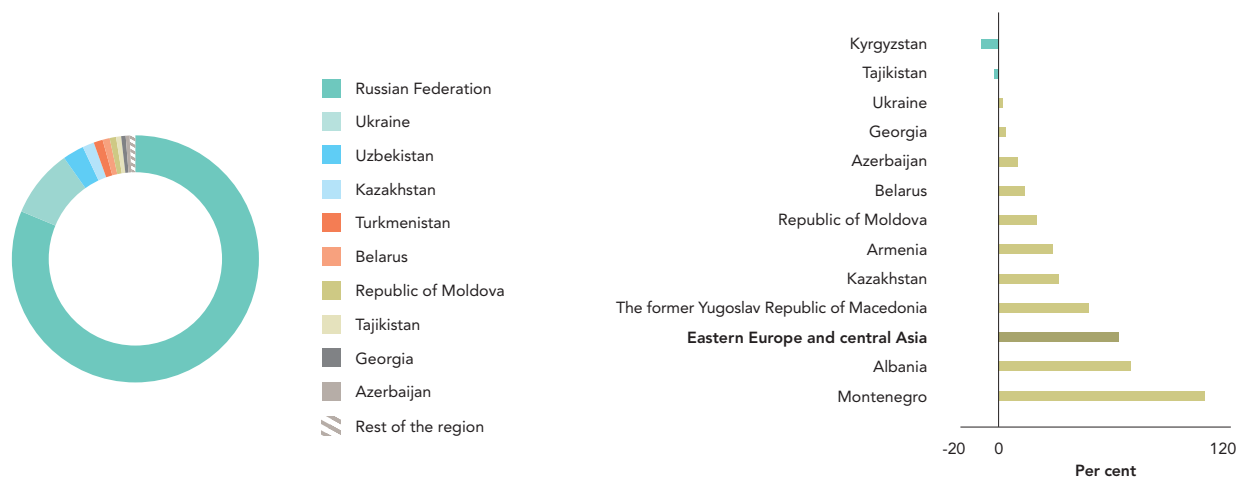 Russian Federation
Ukraine
Uzbekistan
Kazakhstan
Turkmenistan
Belarus
Republic of Moldova
Tajikistan
Georgia
Azerbaijan
Rest of the region
Kyrgyzstan
Tajikistan
Ukraine
Georgia
Azerbaijan
Belarus
Republic of Moldova
Armenia
Kazakhstan
The former Yugoslav Republic of Macedonia
Eastern Europe and central Asia
Albania
Montenegro
-20 0 120
Per cent